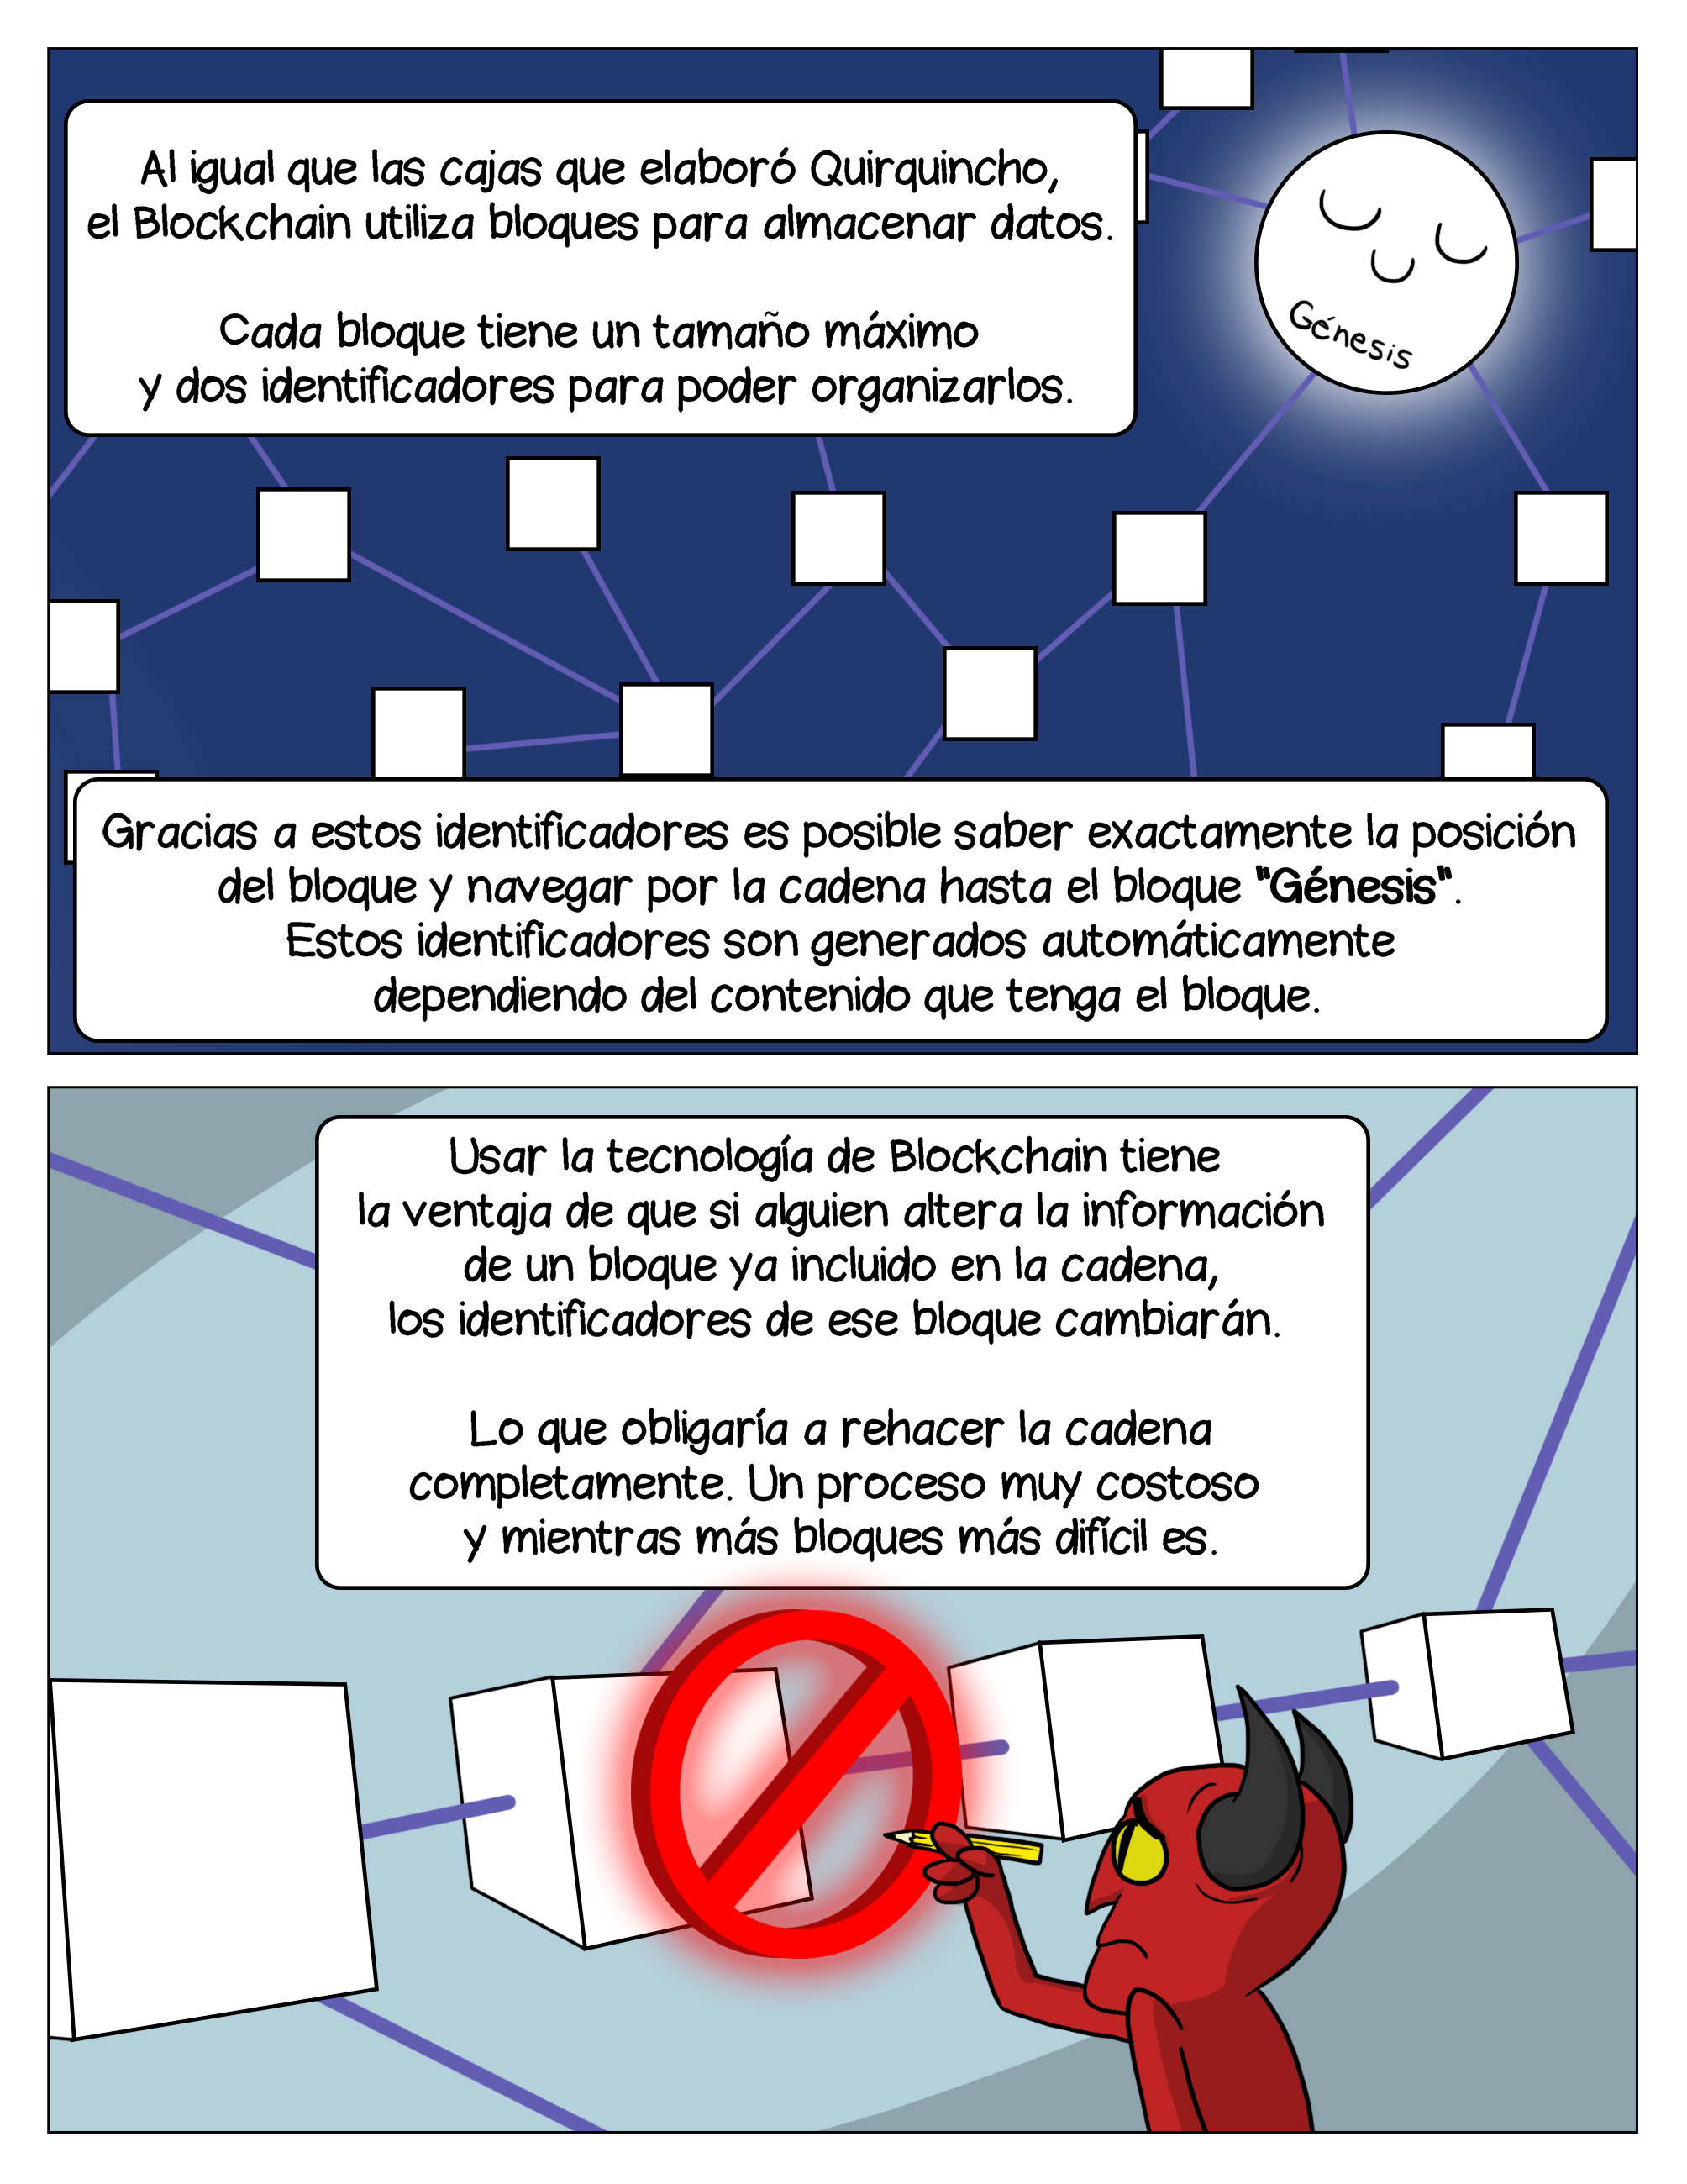 Al igual que las cajas que elaboró Quirquincho,
el Blockchain utiliza bloques para almacenar datos.
Cada bloque tiene un tamaño máximo
y dos identificadores para poder organizarlos.
Génesis
Gracias a estos identificadores es posible saber exactamente la posición
del bloque y navegar por la cadena hasta el bloque "Génesis".
Estos identificadores son generados automáticamente
dependiendo del contenido que tenga el bloque.
Usar la tecnología de Blockchain tiene
la ventaja de que si alguien altera la información
de un bloque ya incluido en la cadena,
los identificadores de ese bloque cambiarán.
Lo que obligaría a rehacer la cadena
completamente. Un proceso muy costoso
y mientras más bloques más difícil es.